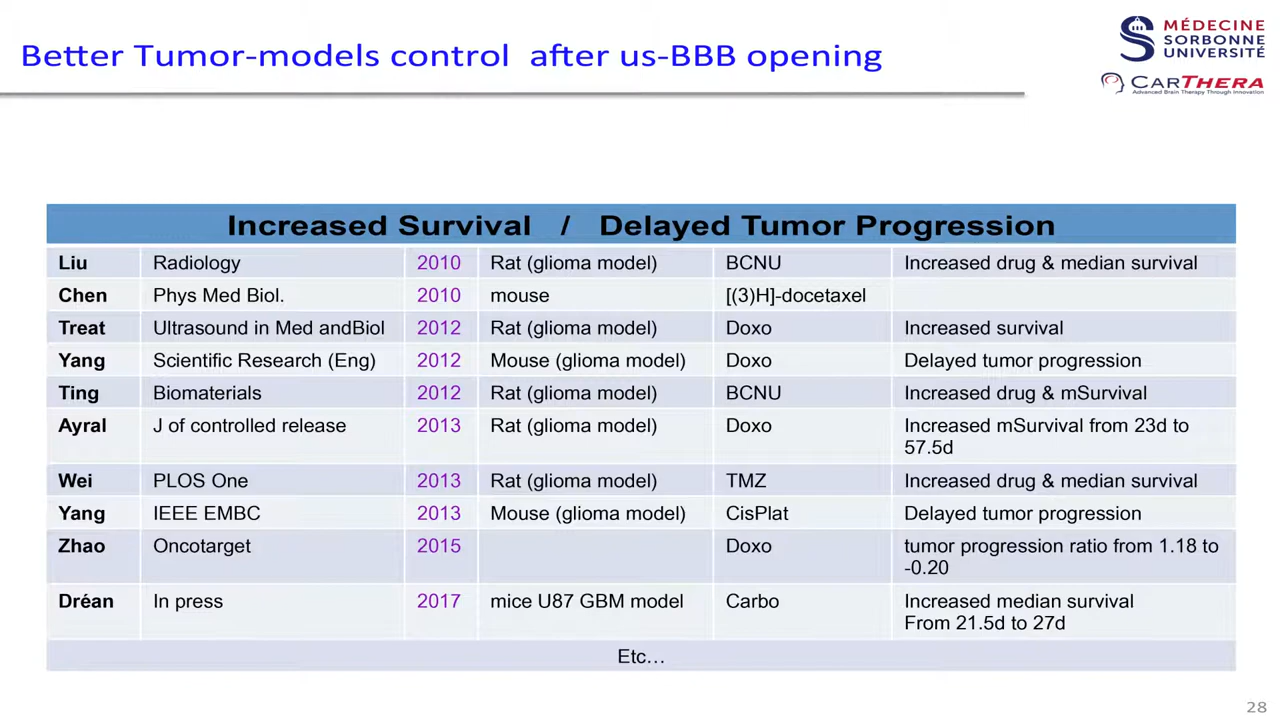 Better Tumor-models control after us-BBB opening
MÉDECINE
SORBONNE
UNIVERSITÉ
CARTHERA
Advanced Brain Therapy Through Innovation
Increased Survival / Delayed Tumor Progression
Liu Radiology 2010 Rat (glioma model) BCNU Increased drug & median survival
Chen Phys Med Biol. 2010 mouse [(3)H]-docetaxel
Treat Ultrasound in Med andBiol 2012 Rat (glioma model) Doxo Increased survival
Yang Scientific Research (Eng) 2012 Mouse (glioma model) Doxo Delayed tumor progression
Ting Biomaterials 2012 Rat (glioma model) BCNU Increased drug & mSurvival
Ayral J of controlled release 2013 Rat (glioma model) Doxo Increased mSurvival from 23d to
57.5d
Wei PLOS One 2013 Rat (glioma model) TMZ Increased drug & median survival
Yang IEEE EMBC 2013 Mouse (glioma model) CisPlat Delayed tumor progression
Zhao Oncotarget 2015 Doxo tumor progression ratio from 1.18 to
-0.20
Dréan In press 2017 mice U87 GBM model Carbo Increased median survival
From 21.5d to 27d
Etc...
28